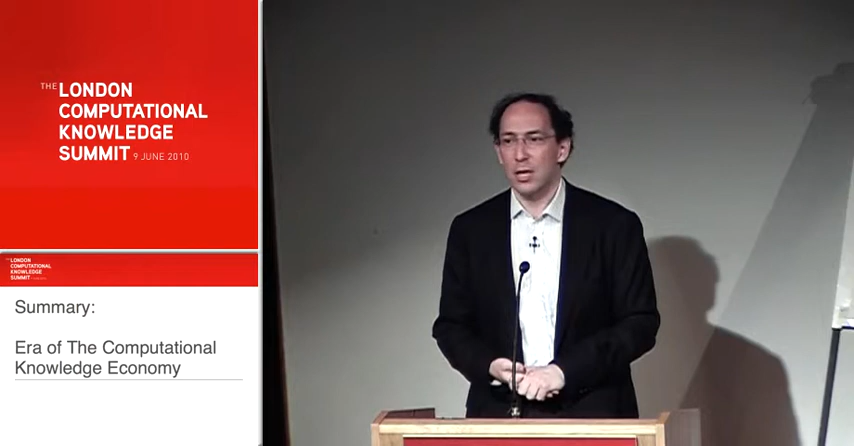 THE LONDON
COMPUTATIONAL
KNOWLEDGE
SUMMIT 9 JUNE 2010
THE LONDON
COMPUTATIONAL
KNOWLEDGE
SUMMIT
Summary:
Era of The Computational
Knowledge Economy